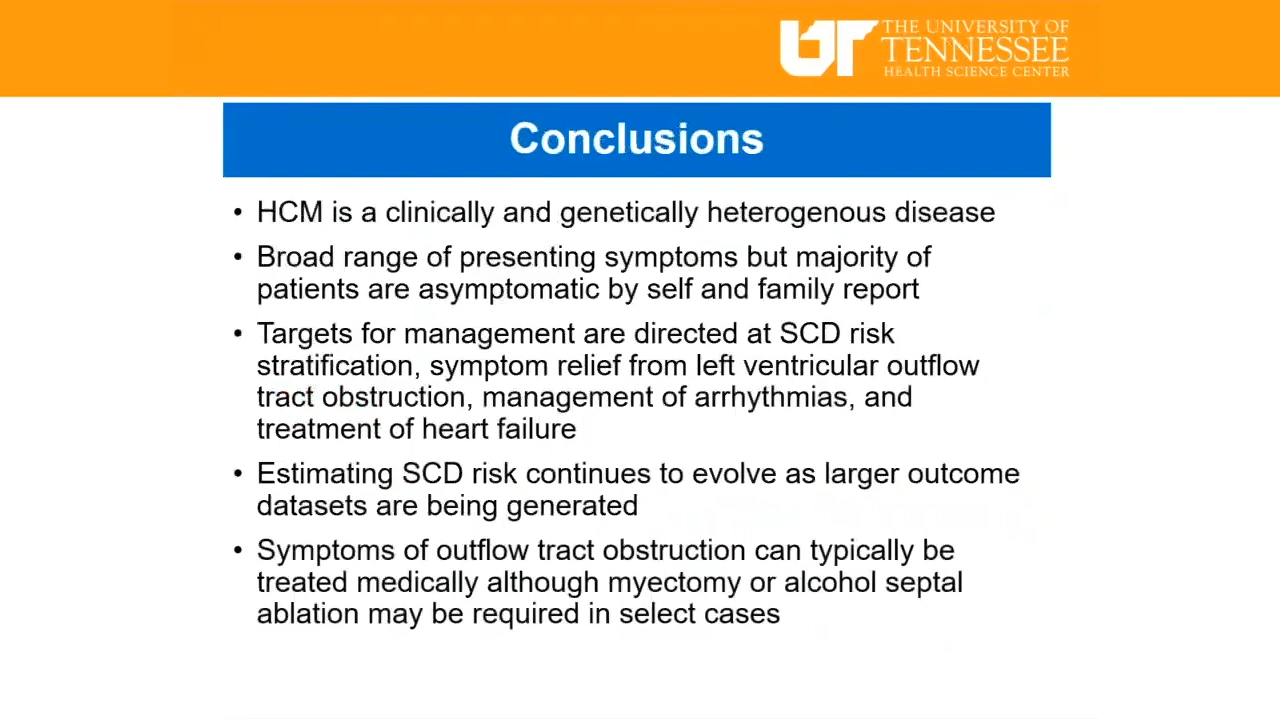 UT THE UNIVERSITY OF
TENNESSEE
HEALTH SCIENCE CENTER
Conclusions
• HCM is a clinically and genetically heterogenous disease
• Broad range of presenting symptoms but majority of
patients are asymptomatic by self and family report
• Targets for management are directed at SCD risk
stratification, symptom relief from left ventricular outflow
tract obstruction, management of arrhythmias, and
treatment of heart failure
• Estimating SCD risk continues to evolve as larger outcome
datasets are being generated
• Symptoms of outflow tract obstruction can typically be
treated medically although myectomy or alcohol septal
ablation may be required in select cases